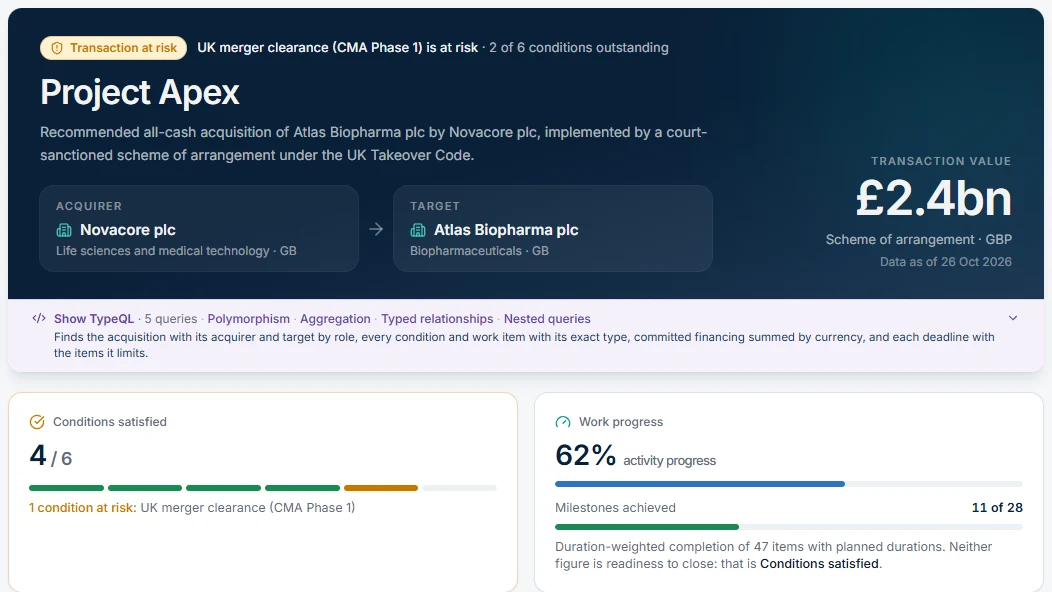 Transaction at risk UK merger clearance (CMA Phase 1) is at risk · 2 of 6 conditions outstanding
Project Apex
Recommended all-cash acquisition of Atlas Biopharma plc by Novacore plc, implemented by a court-
sanctioned scheme of arrangement under the UK Takeover Code.
ACQUIRER
Novacore plc
Life sciences and medical technology · GB
→
TARGET
Atlas Biopharma plc
Biopharmaceuticals · GB
TRANSACTION VALUE
£2.4bn
Scheme of arrangement · GBP
Data as of 26 Oct 2026
</> Show TypeQL · 5 queries · Polymorphism · Aggregation · Typed relationships · Nested queries
Finds the acquisition with its acquirer and target by role, every condition and work item with its exact type, committed financing summed by currency, and each deadline with
the items it limits.
Conditions satisfied
4 / 6
1 condition at risk: UK merger clearance (CMA Phase 1)
Work progress
62% activity progress
Milestones achieved 11 of 28
Duration-weighted completion of 47 items with planned durations. Neither
figure is readiness to close: that is Conditions satisfied.